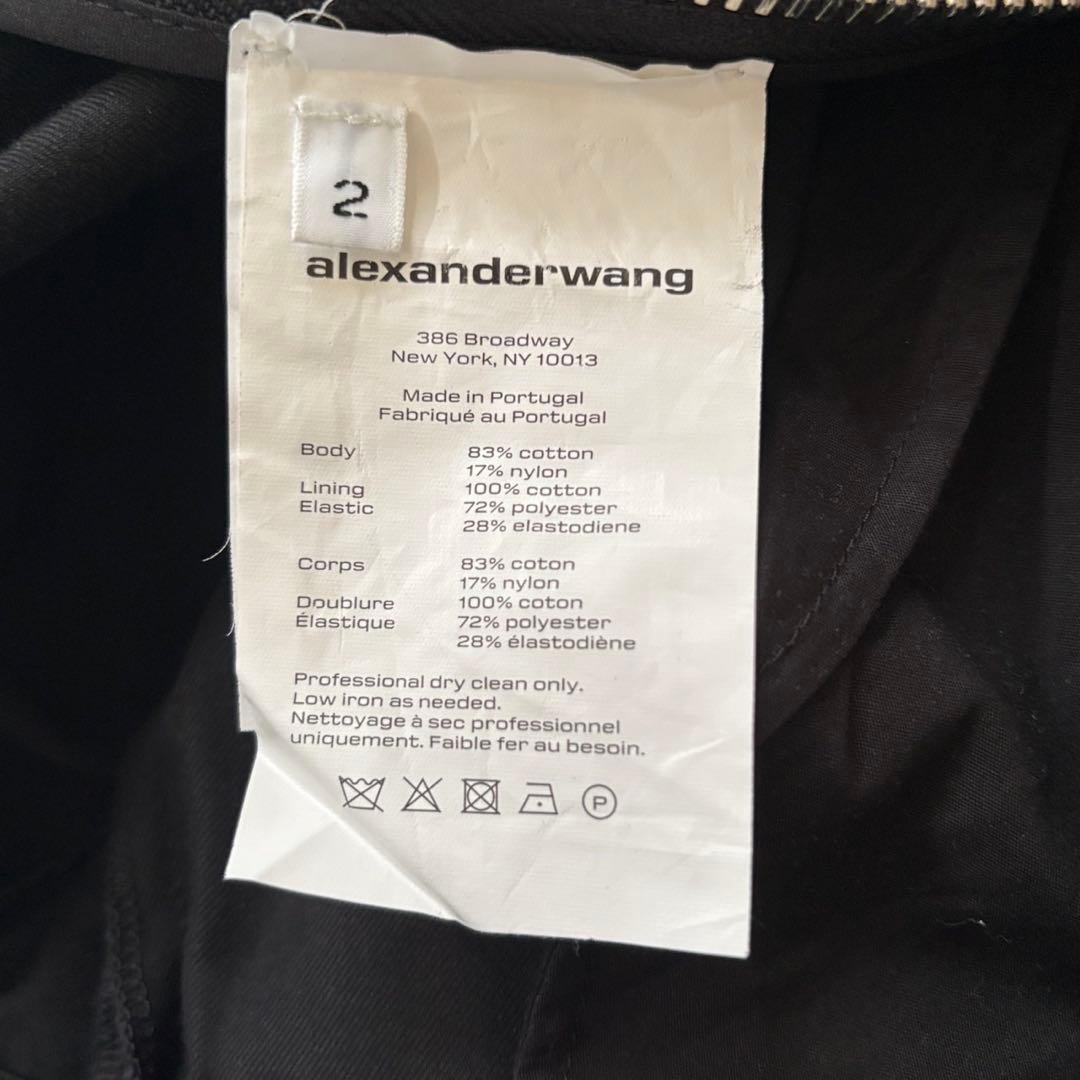 2
alexanderwang
386 Broadway
New York, NY 10013
Made in Portugal
Fabriqué au Portugal
Body 83% cotton
17% nylon
Lining 100% cotton
Elastic 72% polyester
28% elastodiene
Corps 83% coton
17% nylon
Doublure 100% coton
Élastique 72% polyester
28% élastodiène
Professional dry clean only.
Low iron as needed.
Nettoyage à sec professionnel
uniquement. Faible fer au besoin.
P